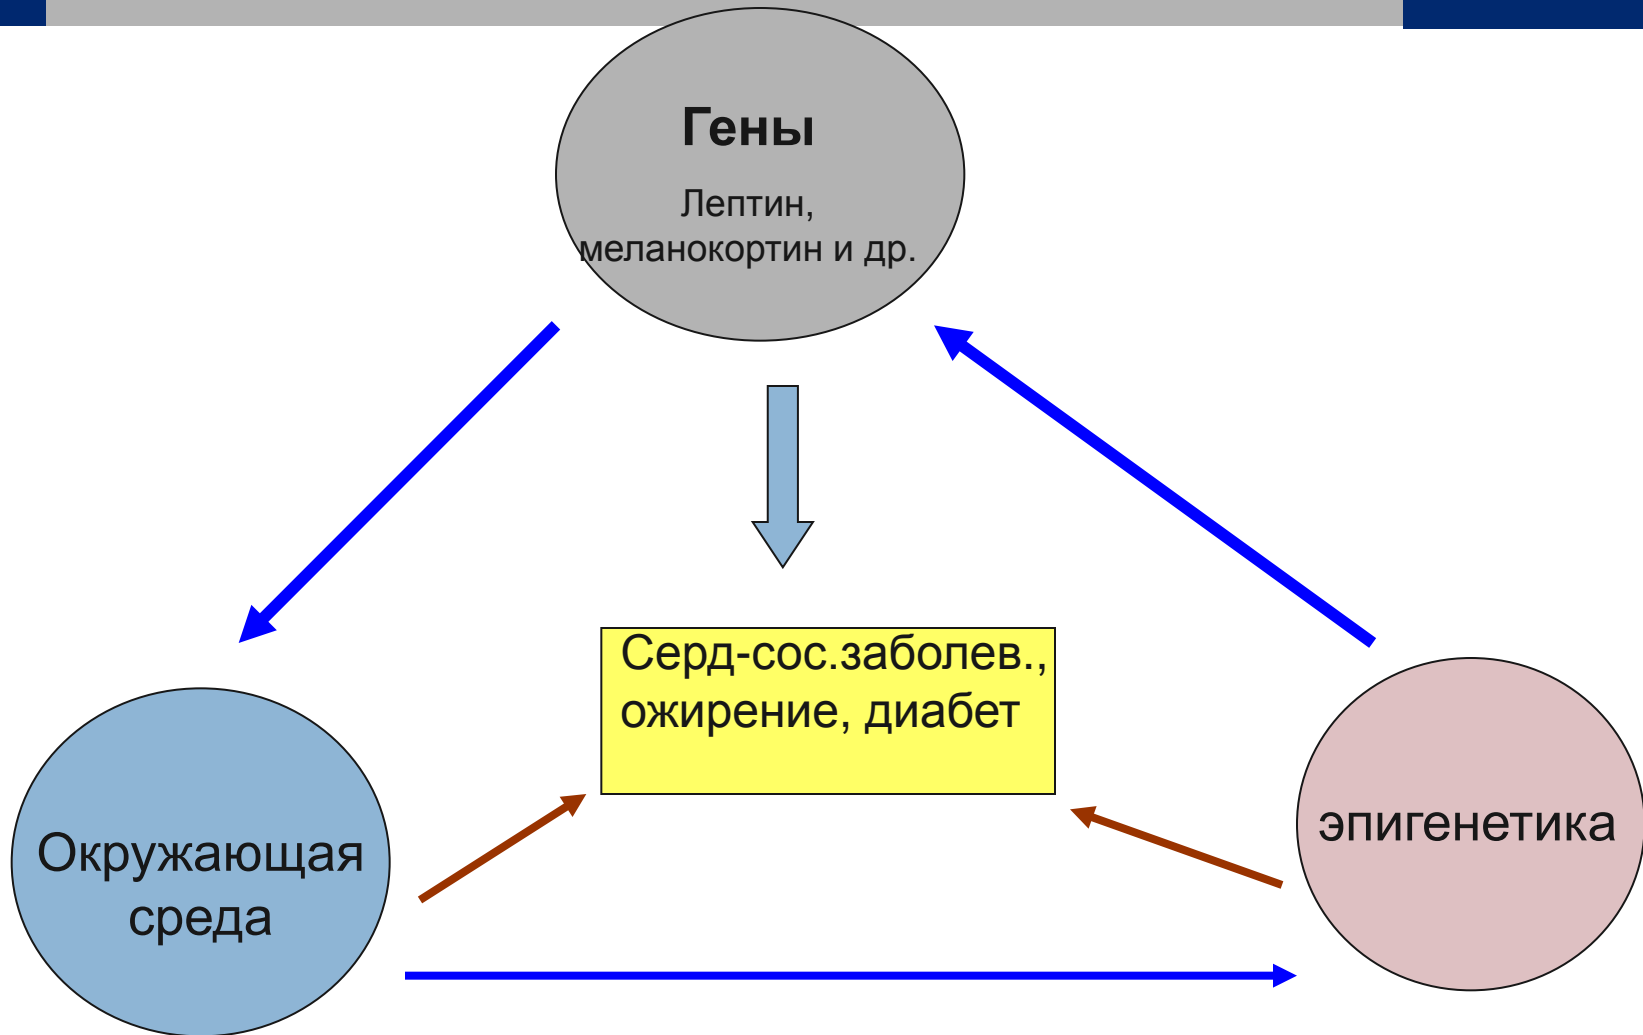 Гены
Лептин,
меланокортин и др.
Серд-сос.заболев.,
ожирение, диабет
Окружающая
среда
эпигенетика